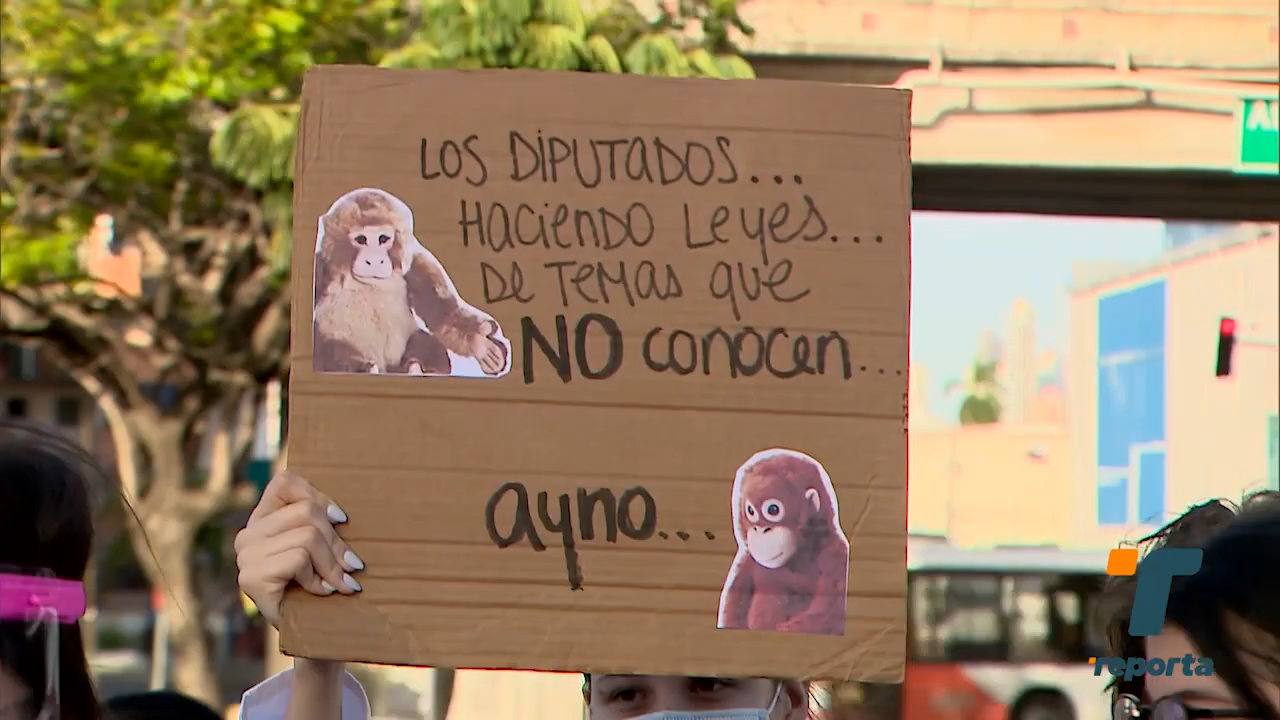 LOS DIPUTADOS...
HACIENDO LEYES...
DE TEMAS QUE
NO CONOCEN...
ayno...
T
reporta